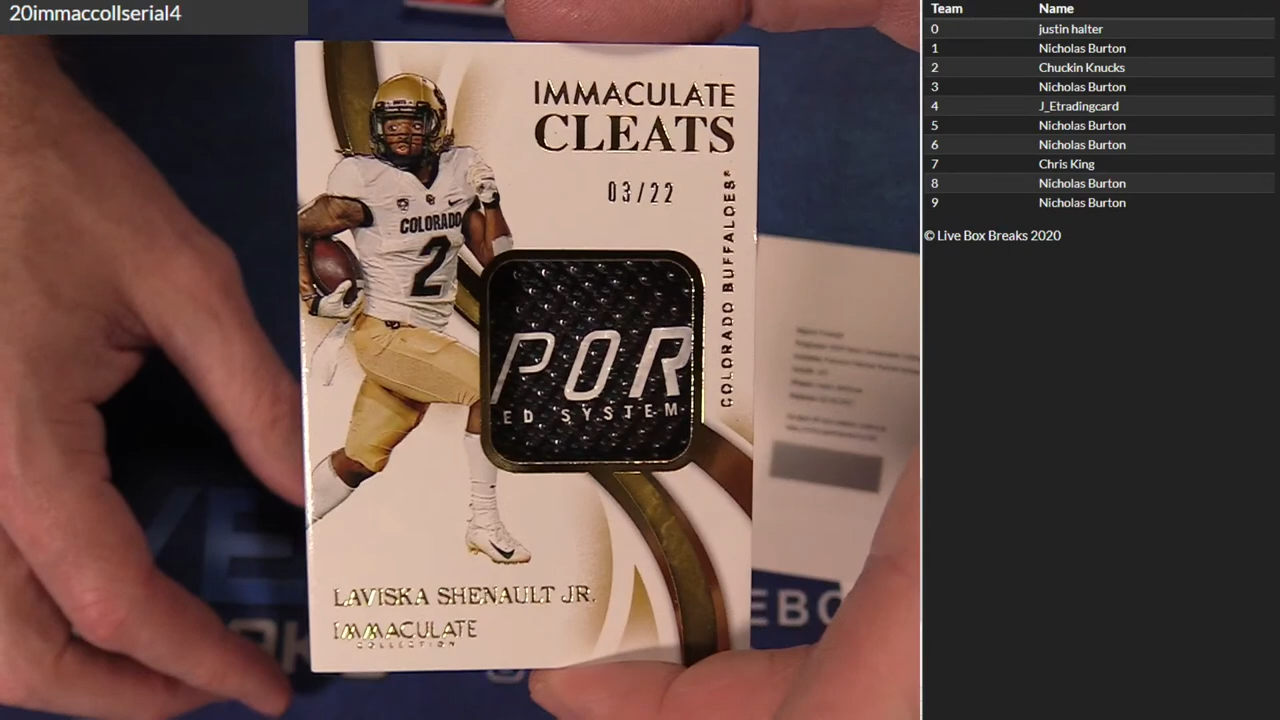 20immaccollserial4
IMMACULATE
CLEATS
03/22
COLORADO BUFFALOES
COLORADO
2
POR
ED SYSTEM
LAVISKA SHENAULT JR.
IMMACULATE
COLLECTION
EBO
Team Name
0 justin halter
1 Nicholas Burton
2 Chuckin Knucks
3 Nicholas Burton
4 J_Etradingcard
5 Nicholas Burton
6 Nicholas Burton
7 Chris King
8 Nicholas Burton
9 Nicholas Burton
© Live Box Breaks 2020